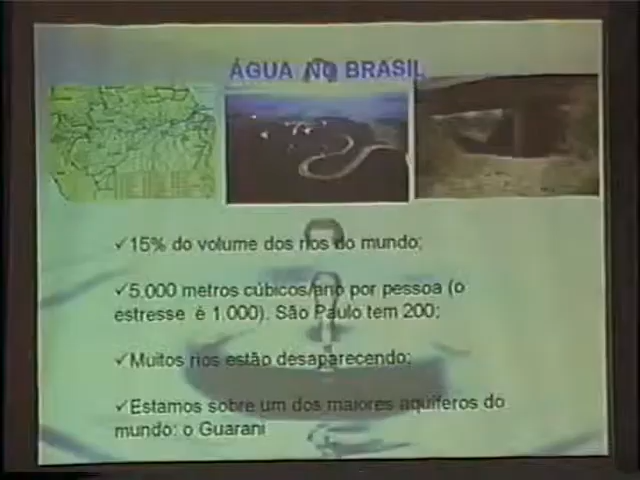 ÁGUA NO BRASIL
✓15% do volume dos rios do mundo;
✓5.000 metros cúbicos/ano por pessoa (o
estresse é 1.000). São Paulo tem 200;
✓Muitos rios estão desaparecendo;
✓Estamos sobre um dos maiores aquíferos do
mundo: o Guarani